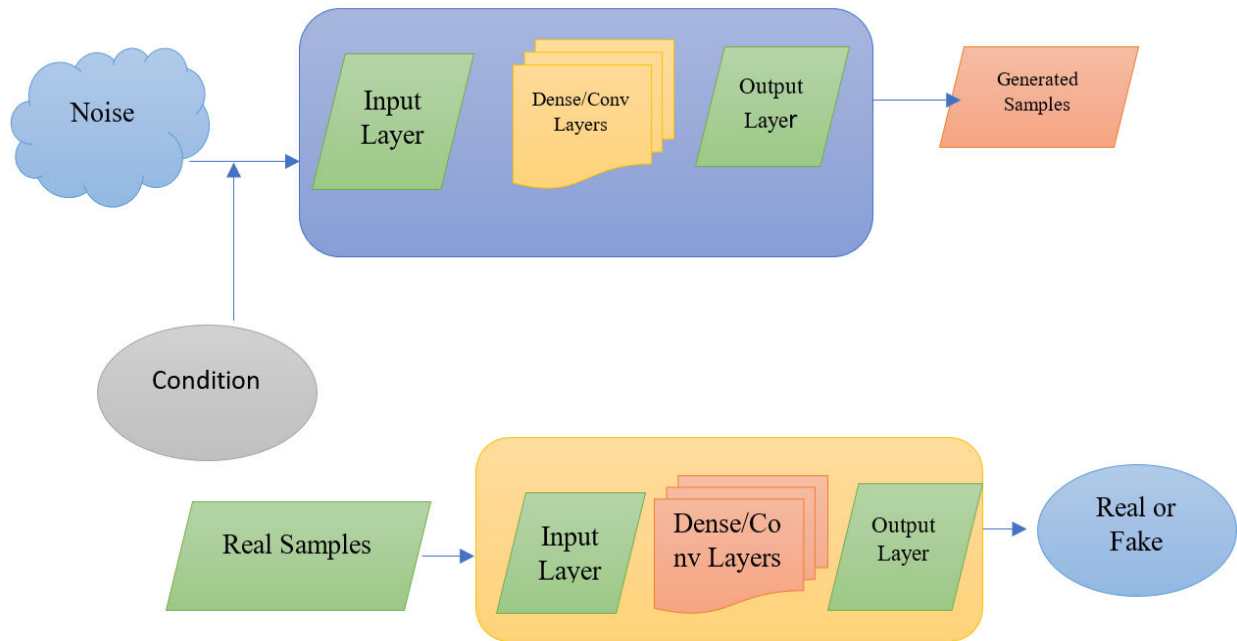 Noise
Input
Layer
Dense/Conv
Layers
Output
Layer
Generated
Samples
Condition
Real Samples
Input
Layer
Dense/Co
nv Layers
Output
Layer
Real or
Fake